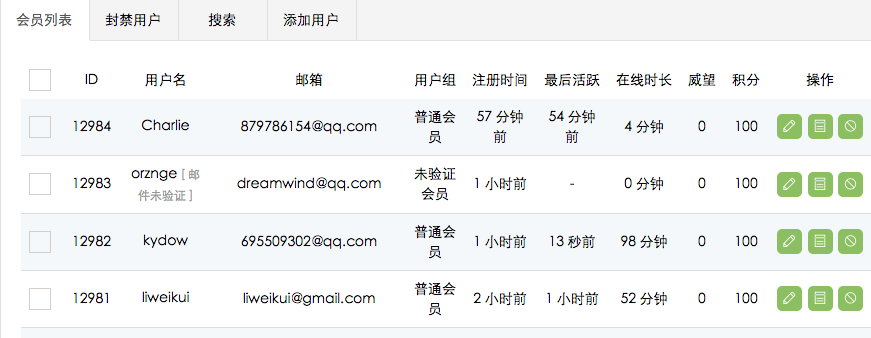 会员列表 封禁用户 搜索 添加用户
ID 用户名 邮箱 用户组 注册时间 最后活跃 在线时长 威望 积分 操作
12984 Charlie 879786154@qq.com 普通会员 57 分钟前 54 分钟前 4 分钟 0 100
12983 orznge [ 邮件未验证 ] dreamwind@qq.com 未验证会员 1 小时前 - 0 分钟 0 100
12982 kydow 695509302@qq.com 普通会员 1 小时前 13 秒前 98 分钟 0 100
12981 liweikui liweikui@gmail.com 普通会员 2 小时前 1 小时前 52 分钟 0 100